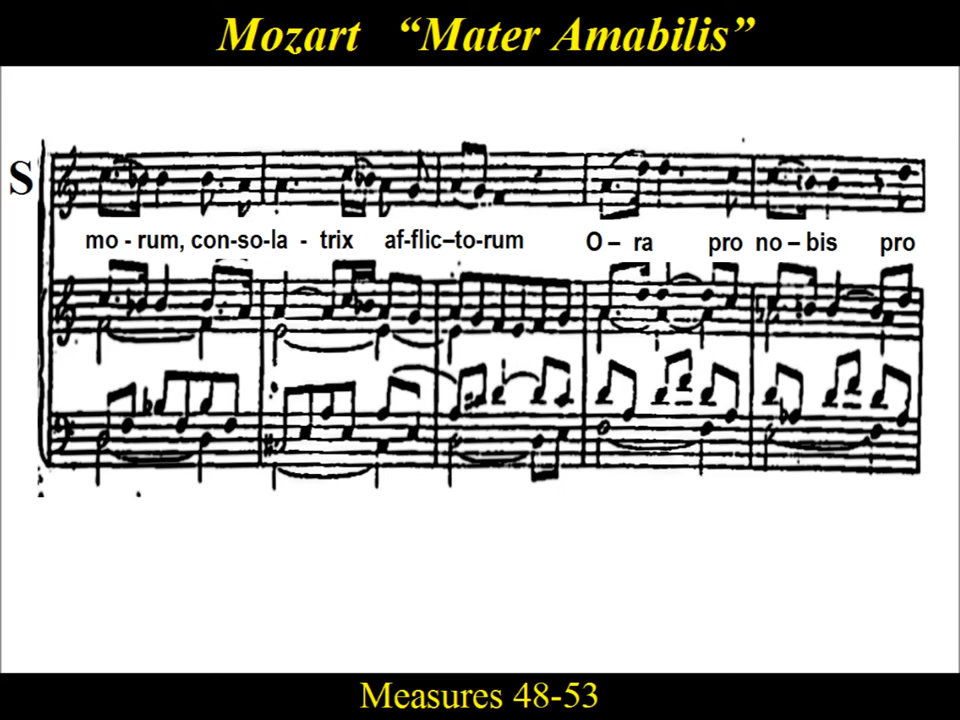 Mozart “Mater Amabilis”
S
mo - rum, con-so-la - trix af-flic–to-rum O – ra pro no – bis pro
Measures 48-53